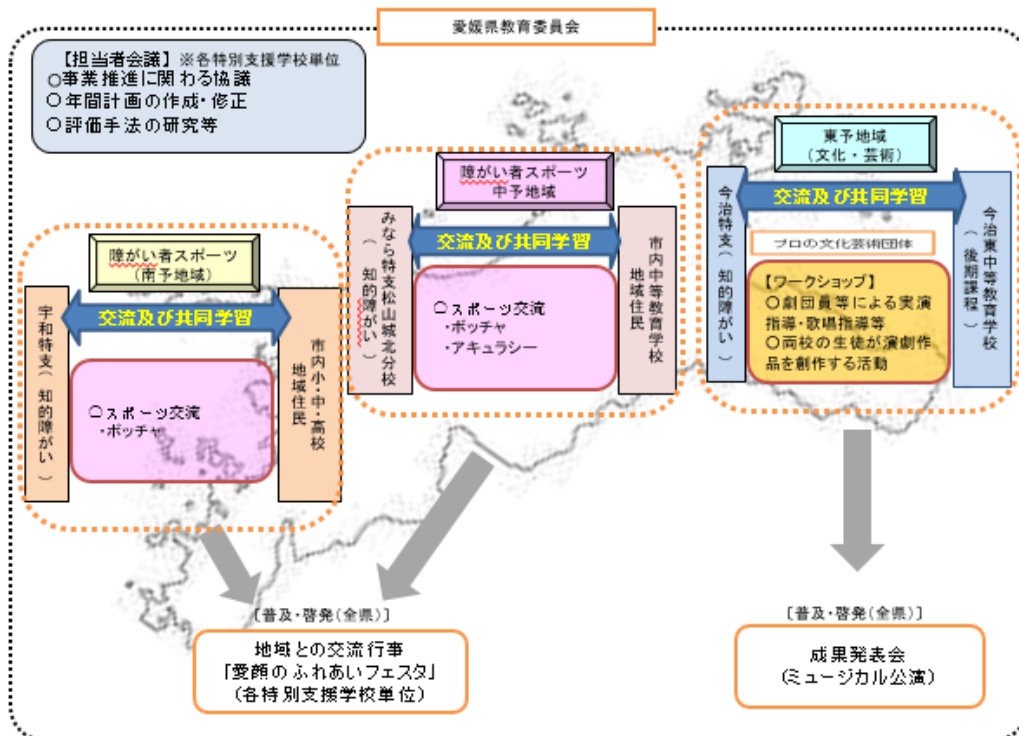 愛媛県教育委員会
【担当者会議】※各特別支援学校単位
○事業推進に関わる協議
○年間計画の作成・修正
○評価手法の研究等
障がい者スポーツ
(南予地域)
宇和特支(知的障がい)
交流及び共同学習
○スポーツ交流
・ボッチャ
市内小・中・高校
地域住民
障がい者スポーツ
中予地域
みなら特支松山城北分校
(知的障がい)
交流及び共同学習
○スポーツ交流
・ボッチャ
・アキュラシー
市内中等教育学校
地域住民
東予地域
(文化・芸術)
今治特支(知的障がい)
交流及び共同学習
プロの文化芸術団体
【ワークショップ】
○劇団員等による実演
指導・歌唱指導等
○両校の生徒が演劇作
品を創作する活動
今治東中等教育学校
(後期課程)
[普及・啓発(全県)]
地域との交流行事
「愛顔のふれあいフェスタ」
(各特別支援学校単位)
[普及・啓発(全県)]
成果発表会
(ミュージカル公演)